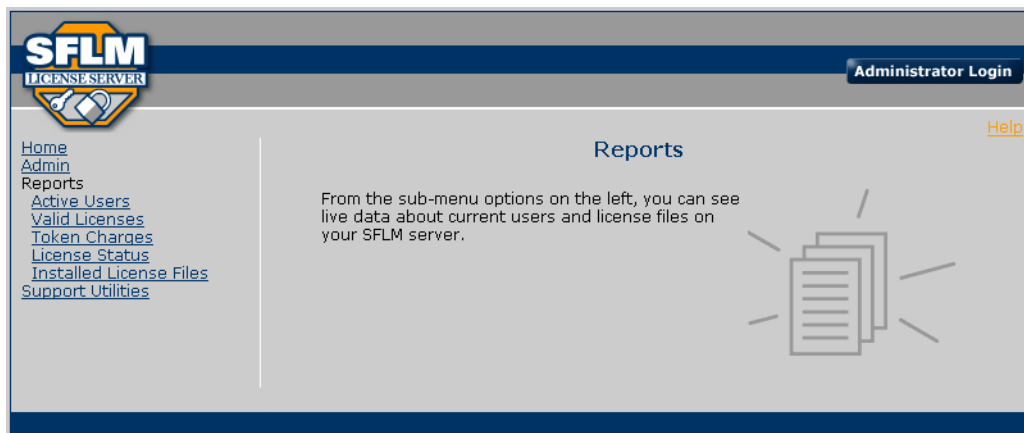 SFLM
LICENSE SERVER
Administrator Login
Help
Home
Admin
Reports
Active Users
Valid Licenses
Token Charges
License Status
Installed License Files
Support Utilities
Reports
From the sub-menu options on the left, you can see
live data about current users and license files on
your SFLM server.